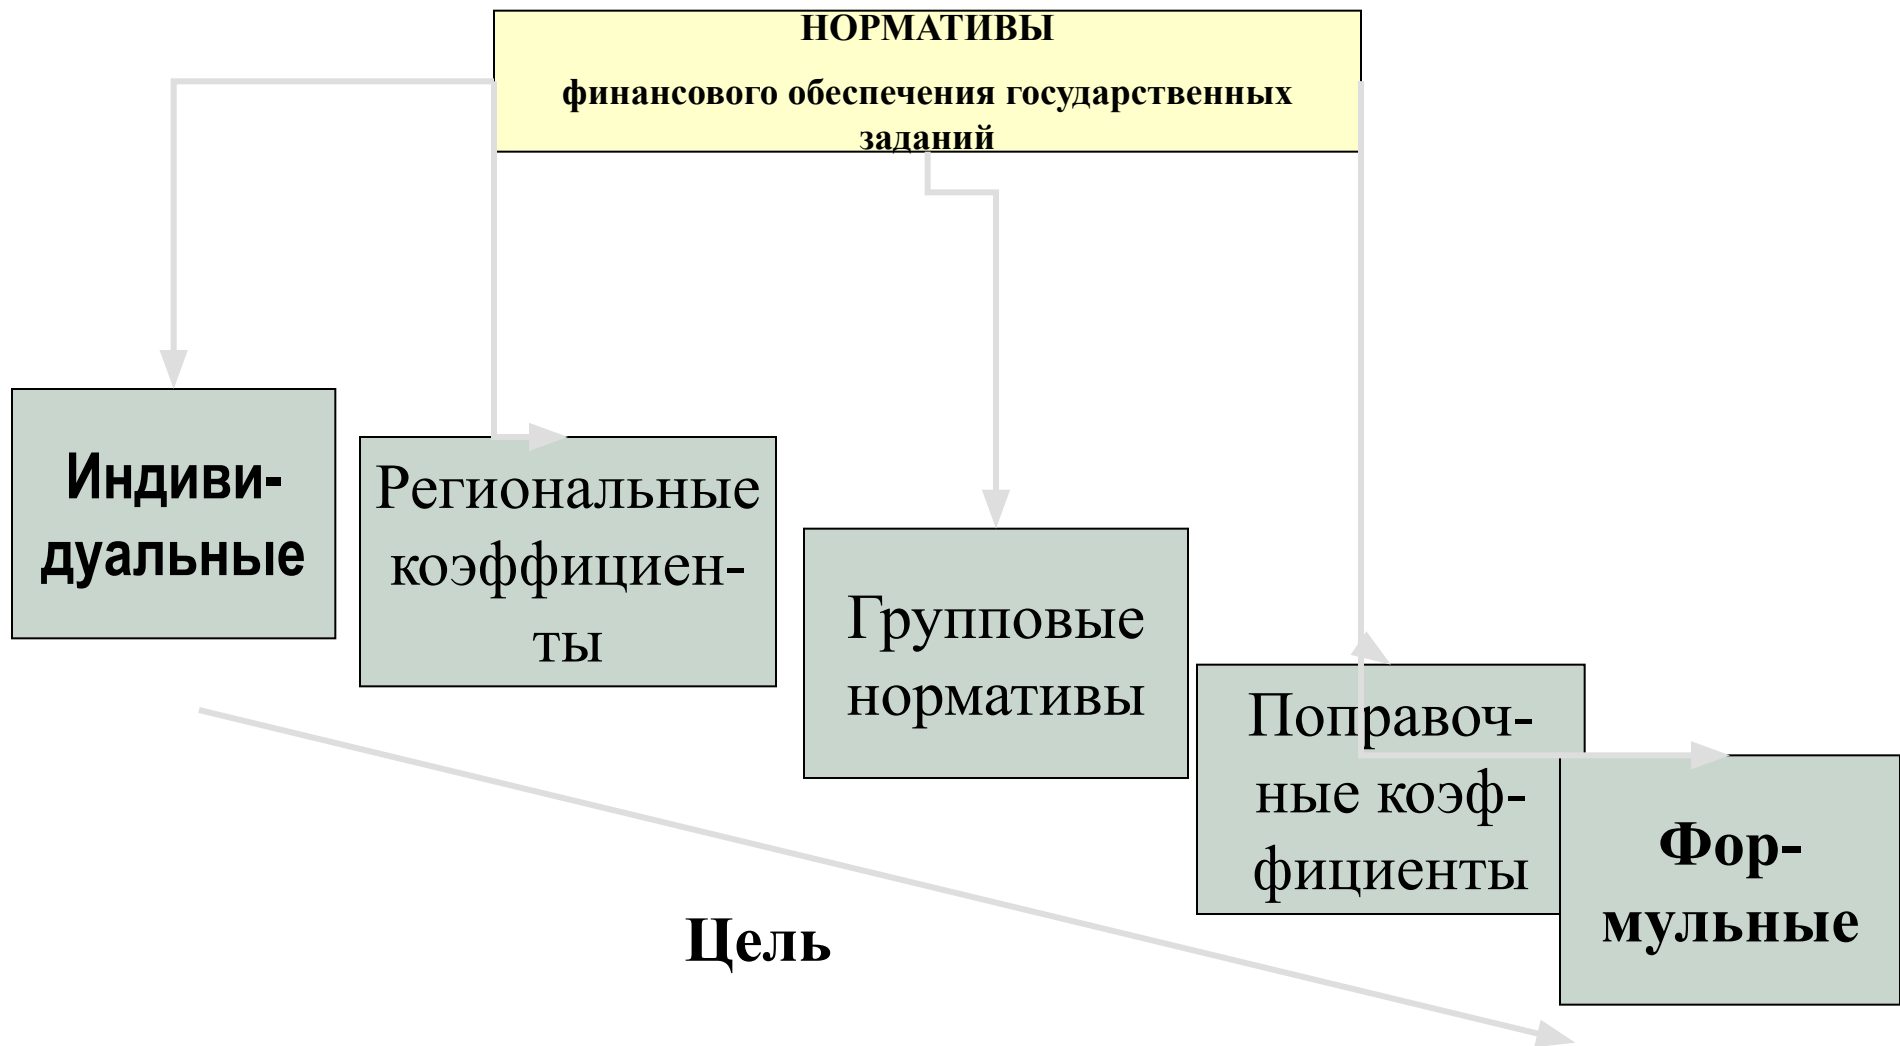 НОРМАТИВЫ
финансового обеспечения государственных
заданий
Индиви-
дуальные
Региональные
коэффициен-
ты
Групповые
нормативы
Поправоч-
ные коэф-
фициенты
Фор-
мульные
Цель